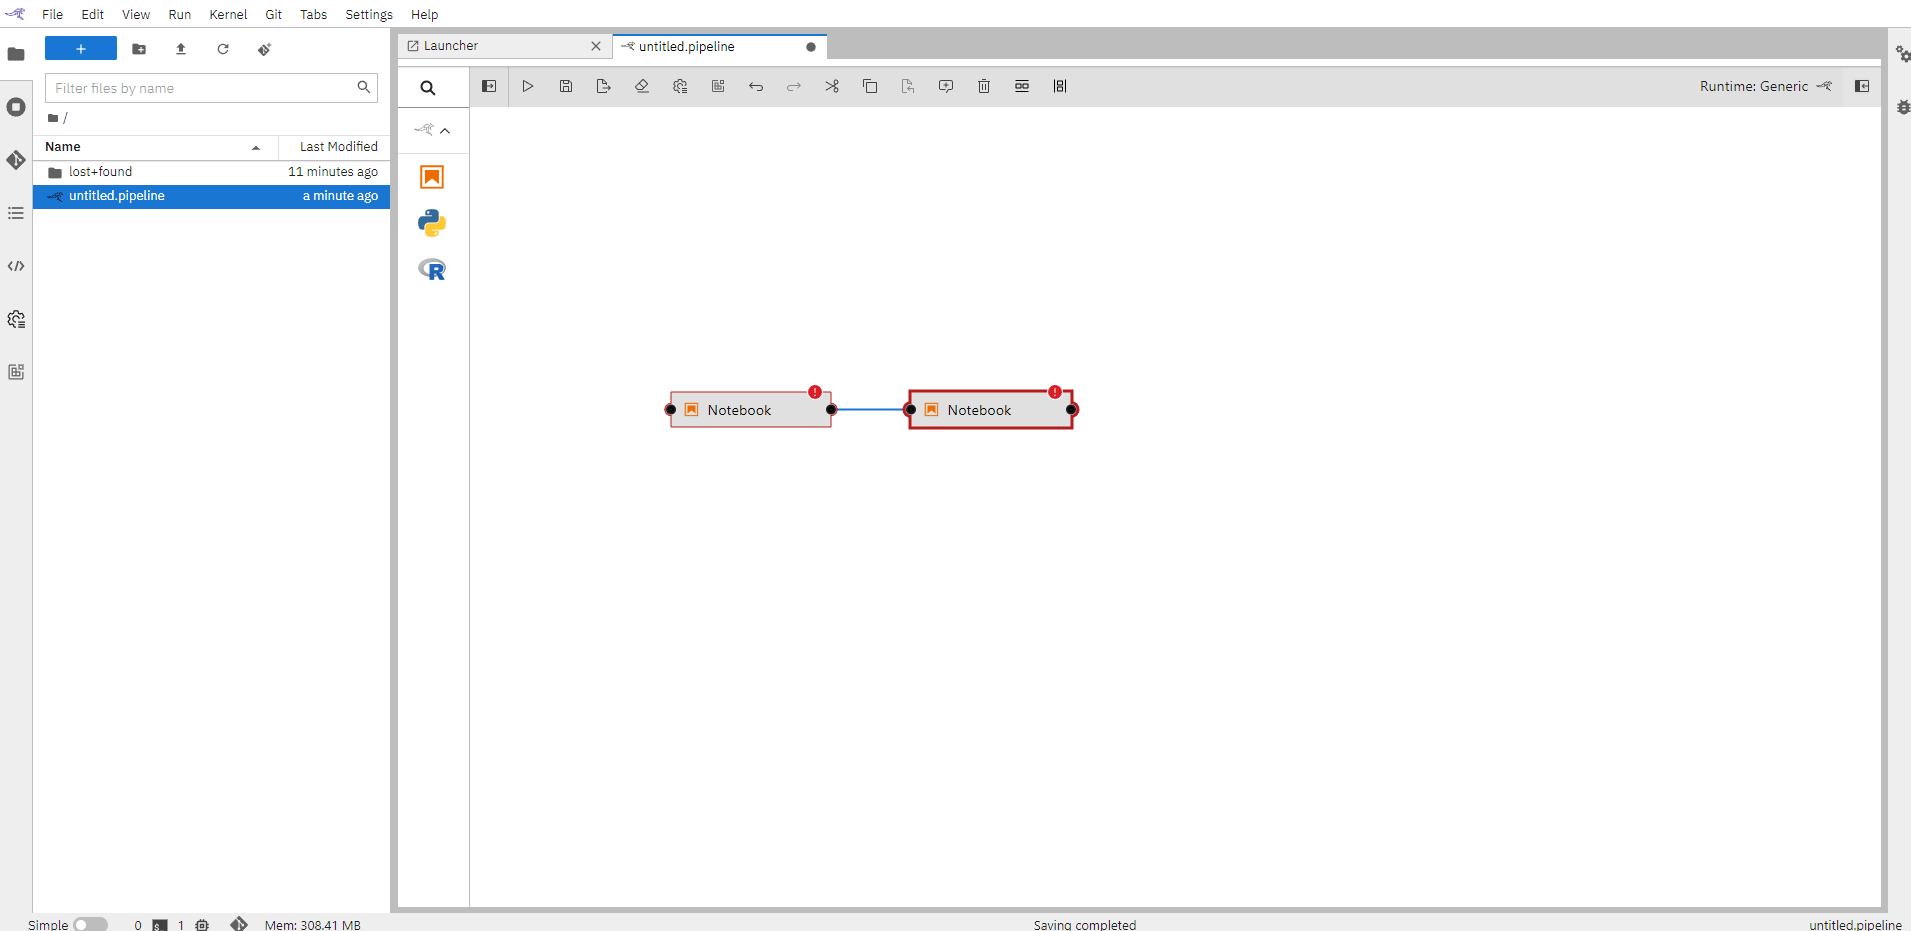 File Edit View Run Kernel Git Tabs Settings Help
Launcher
untitled.pipeline
Filter files by name
Runtime: Generic
/
Name Last Modified
lost+found 11 minutes ago
untitled.pipeline a minute ago
Notebook
Notebook
Simple 0 1 Mem: 308.41 MB Saving completed untitled.pipeline